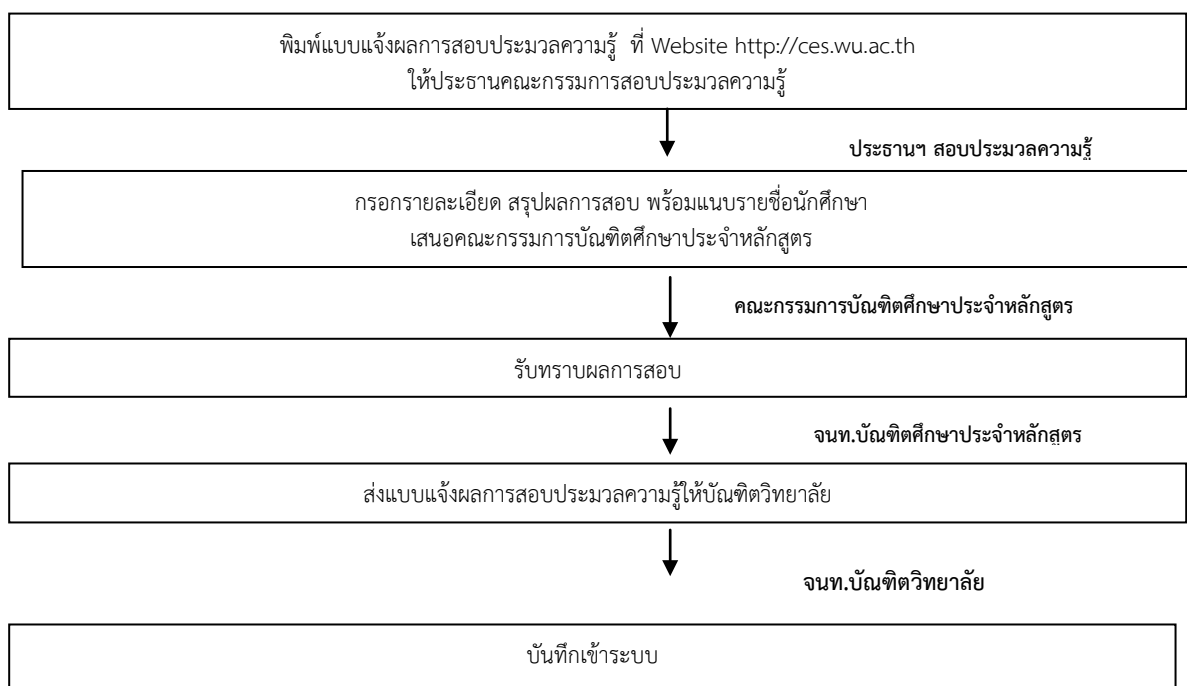 พิมพ์แบบแจ้งผลการสอบประมวลความรู้ ที่ Website http://ces.wu.ac.th
ให้ประธานคณะกรรมการสอบประมวลความรู้
ประธานฯ สอบประมวลความรู้
กรอกรายละเอียด สรุปผลการสอบ พร้อมแนบรายชื่อนักศึกษา
เสนอคณะกรรมการบัณฑิตศึกษาประจำหลักสูตร
คณะกรรมการบัณฑิตศึกษาประจำหลักสูตร
รับทราบผลการสอบ
จนท.บัณฑิตศึกษาประจำหลักสูตร
ส่งแบบแจ้งผลการสอบประมวลความรู้ให้บัณฑิตวิทยาลัย
จนท.บัณฑิตวิทยาลัย
บันทึกเข้าระบบ